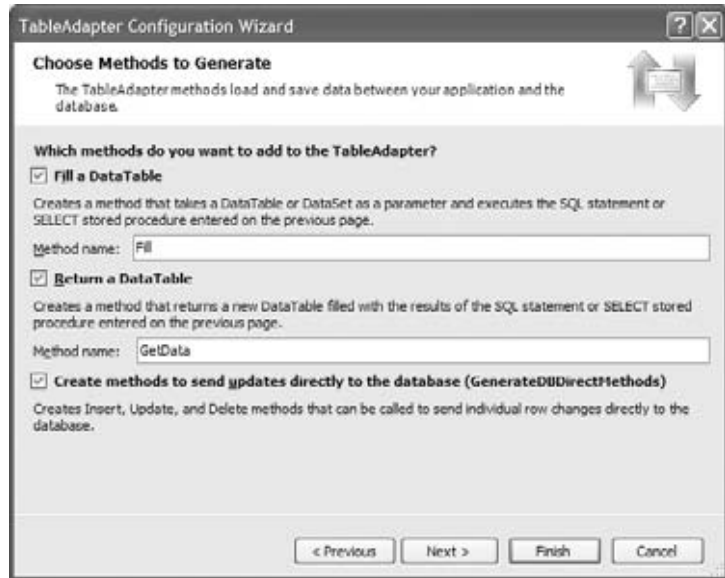 TableAdapter Configuration Wizard
Choose Methods to Generate
The TableAdapter methods load and save data between your application and the
database.
Which methods do you want to add to the TableAdapter?
Fill a DataTable
Creates a method that takes a DataTable or DataSet as a parameter and executes the SQL statement or
SELECT stored procedure entered on the previous page.
Method name: Fill
Return a DataTable
Creates a method that returns a new DataTable filled with the results of the SQL statement or SELECT stored
procedure entered on the previous page.
Method name: GetData
Create methods to send updates directly to the database (GenerateDBDirectMethods)
Creates Insert, Update, and Delete methods that can be called to send individual row changes directly to the
database.
< Previous Next > Finish Cancel